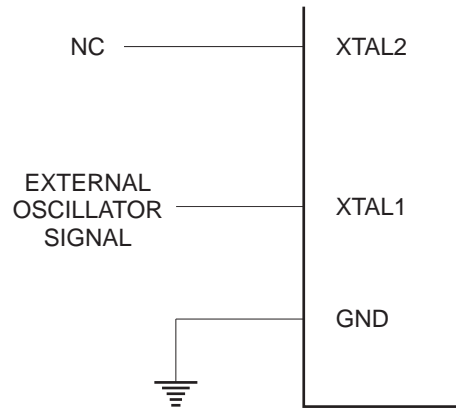 NC
XTAL2
EXTERNAL
OSCILLATOR
SIGNAL
XTAL1
GND